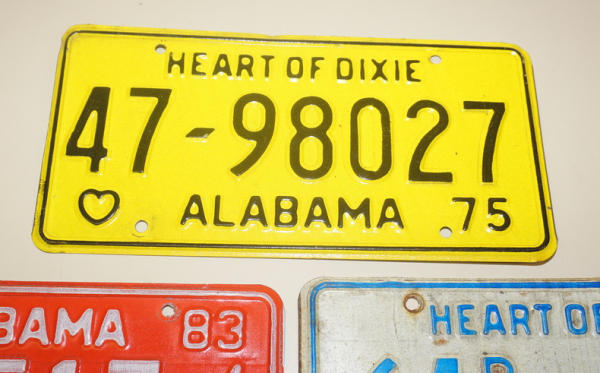 HEART OF DIXIE
47-98027
ALABAMA 75
BAMA 83
HEART OF